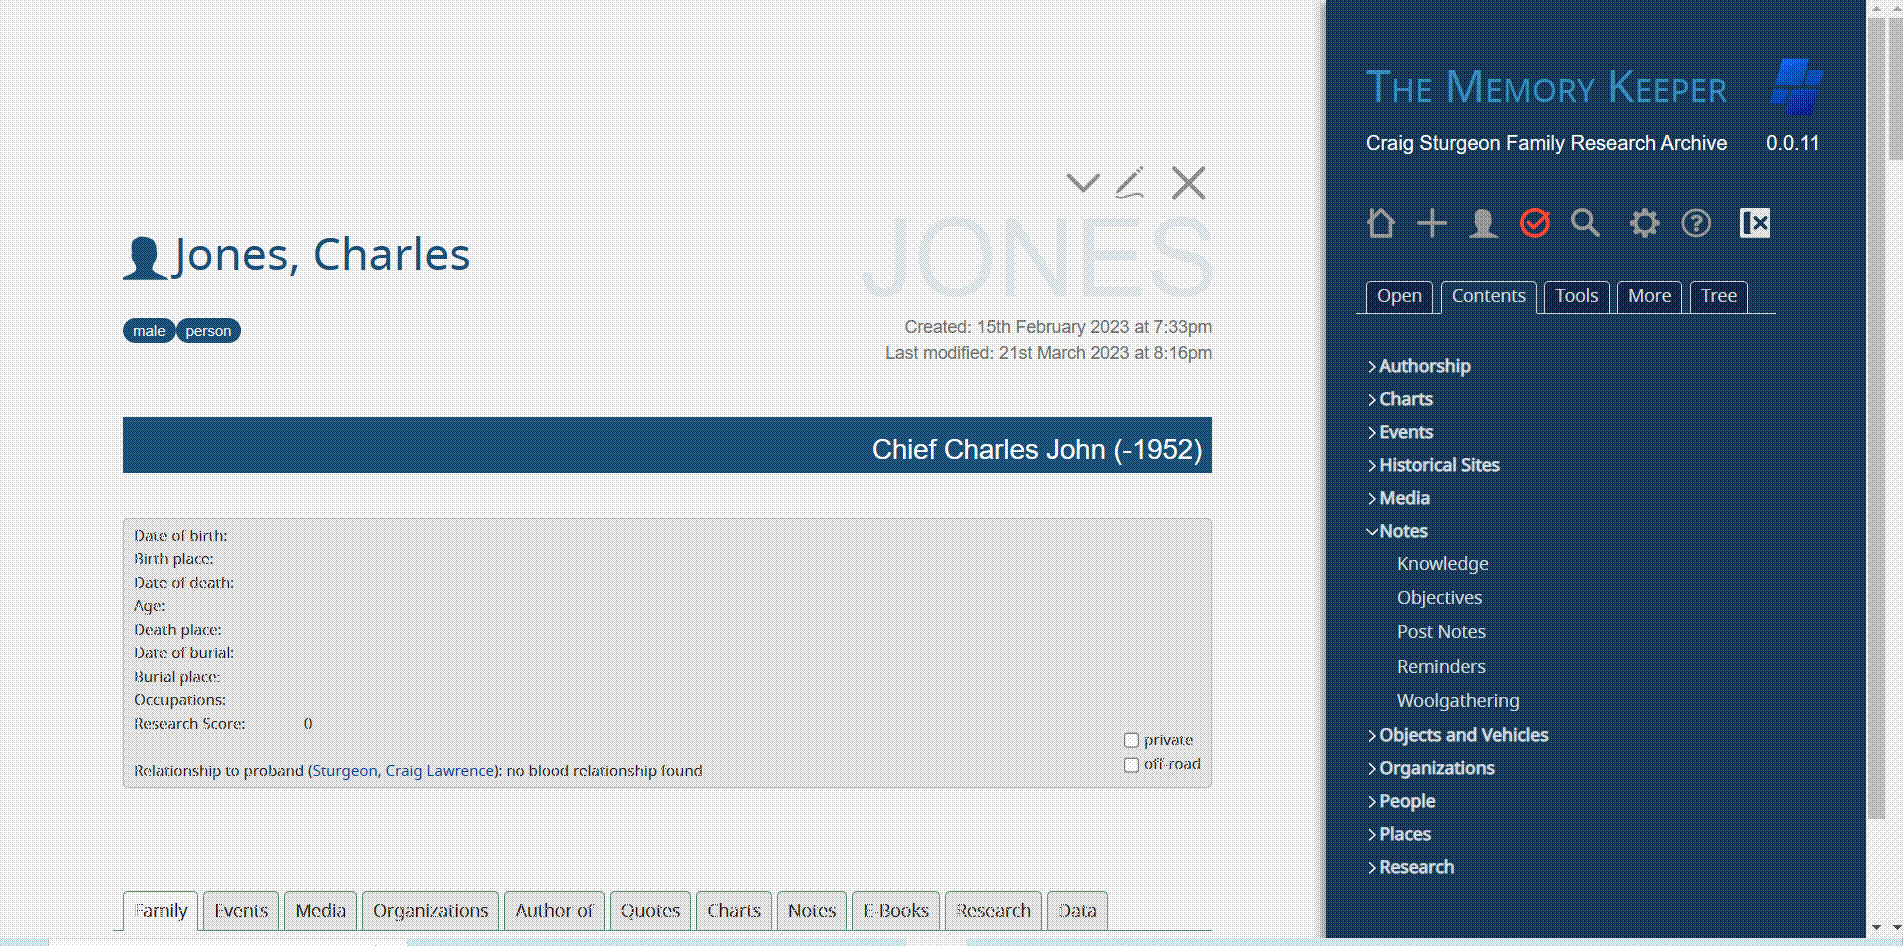 Jones, Charles
JONES
male person
Created: 15th February 2023 at 7:33pm
Last modified: 21st March 2023 at 8:16pm
Chief Charles John (-1952)
Date of birth:
Birth place:
Date of death:
Age:
Death place:
Date of burial:
Burial place:
Occupations:
Research Score: 0
private
off-road
Relationship to proband (Sturgeon, Craig Lawrence): no blood relationship found
Family Events Media Organizations Author of Quotes Charts Notes E-Books Research Data
The Memory Keeper
Craig Sturgeon Family Research Archive 0.0.11
Open Contents Tools More Tree
Authorship
Charts
Events
Historical Sites
Media
Notes
Knowledge
Objectives
Post Notes
Reminders
Woolgathering
Objects and Vehicles
Organizations
People
Places
Research